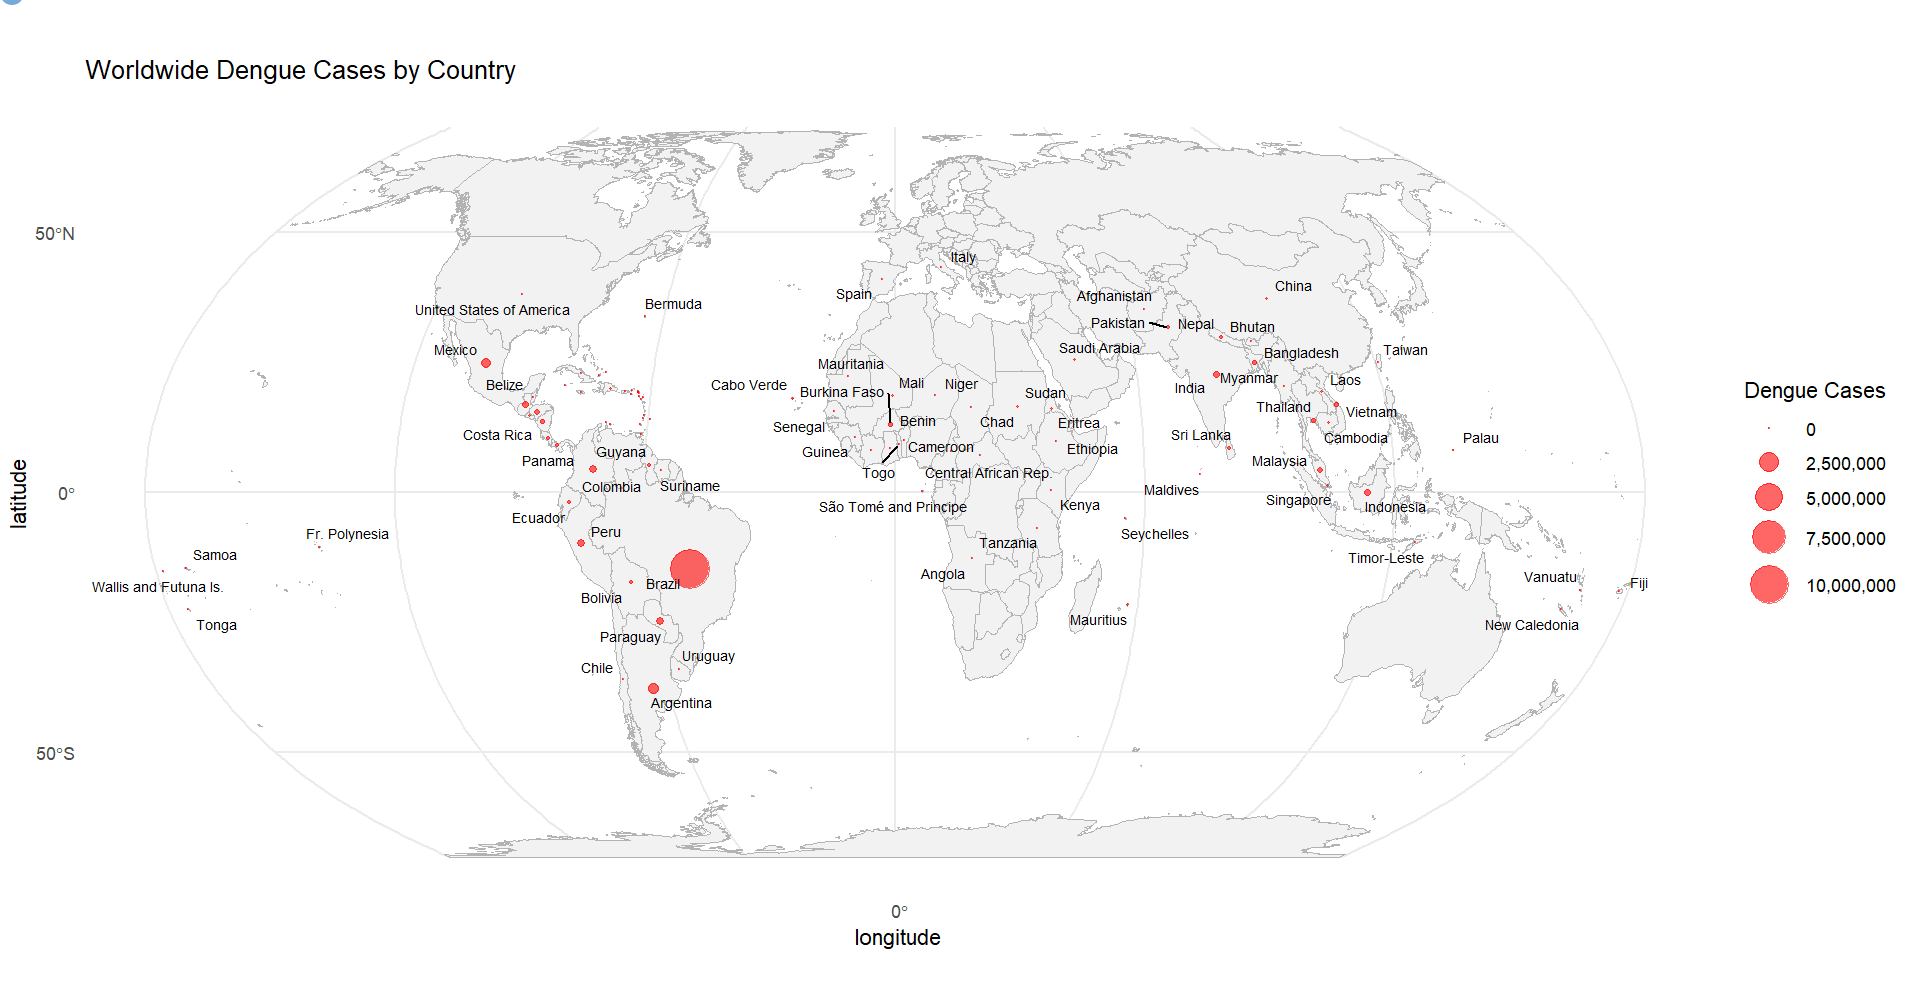 Worldwide Dengue Cases by Country
50°N
0°
50°S
latitude
0°
longitude
Italy
Spain
China
Afghanistan
Bermuda
United States of America
Pakistan
Nepal
Bhutan
Saudi Arabia
Mexico
Taiwan
Bangladesh
Mauritania
Belize
Cabo Verde
Burkina Faso
Mali
Niger
Sudan
India
Myanmar
Laos
Thailand
Vietnam
Costa Rica
Senegal
Benin
Chad
Eritrea
Sri Lanka
Cambodia
Palau
Panama
Guyana
Guinea
Cameroon
Ethiopia
Malaysia
Togo
Central African Rep.
Colombia
Suriname
Maldives
Singapore
Ecuador
São Tomé and Principe
Kenya
Indonesia
Fr. Polynesia
Peru
Seychelles
Samoa
Tanzania
Timor-Leste
Wallis and Futuna Is.
Brazil
Angola
Vanuatu
Fiji
Bolivia
Tonga
Mauritius
New Caledonia
Paraguay
Uruguay
Chile
Argentina
Dengue Cases
0
2,500,000
5,000,000
7,500,000
10,000,000